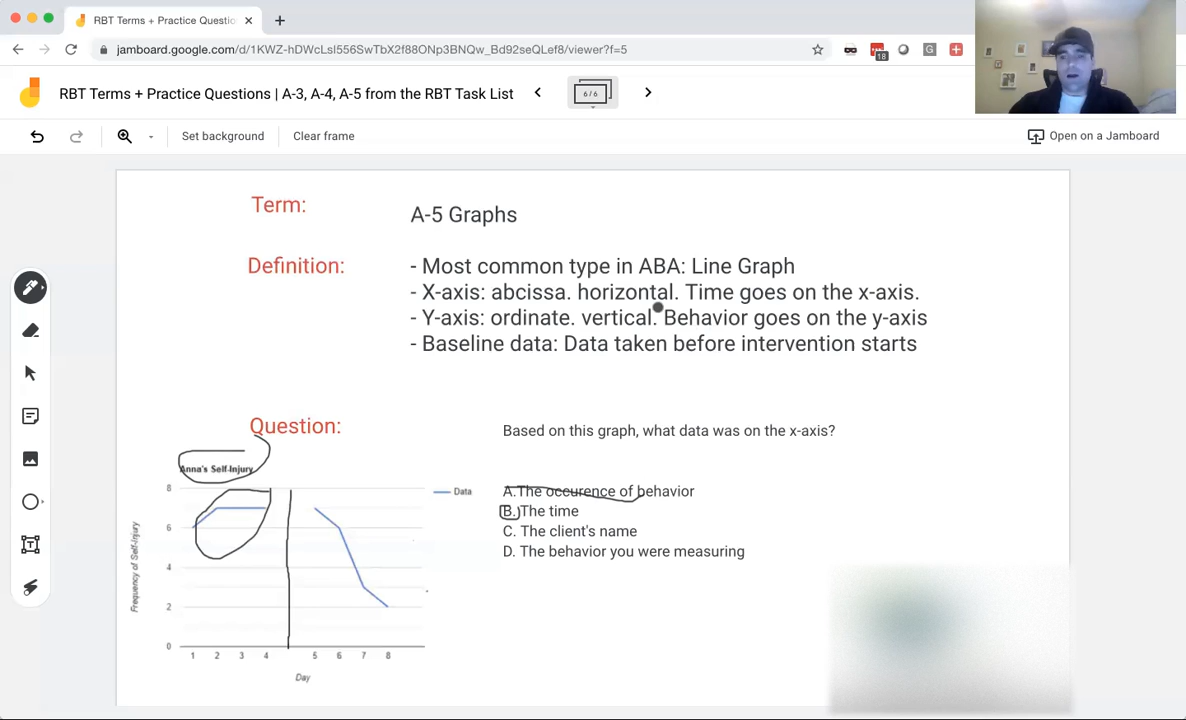 RBT Terms + Practice Questio
jamboard.google.com/d/1KWZ-hDWcLsI556SwTbX2f88ONp3BNQw_Bd92seQLef8/viewer?f=5
18
G
RBT Terms + Practice Questions | A-3, A-4, A-5 from the RBT Task List
6 / 6
Set background
Clear frame
Open on a Jamboard
Term:
A-5 Graphs
Definition:
- Most common type in ABA: Line Graph
- X-axis: abcissa. horizontal. Time goes on the x-axis.
- Y-axis: ordinate. vertical. Behavior goes on the y-axis
- Baseline data: Data taken before intervention starts
Question:
Based on this graph, what data was on the x-axis?
Anna's Self-Injury
8
6
4
2
0
Frequency of Self-Injury
1 2 3 4 5 6 7 8
Day
Data
A.The occurence of behavior
B. The time
C. The client's name
D. The behavior you were measuring